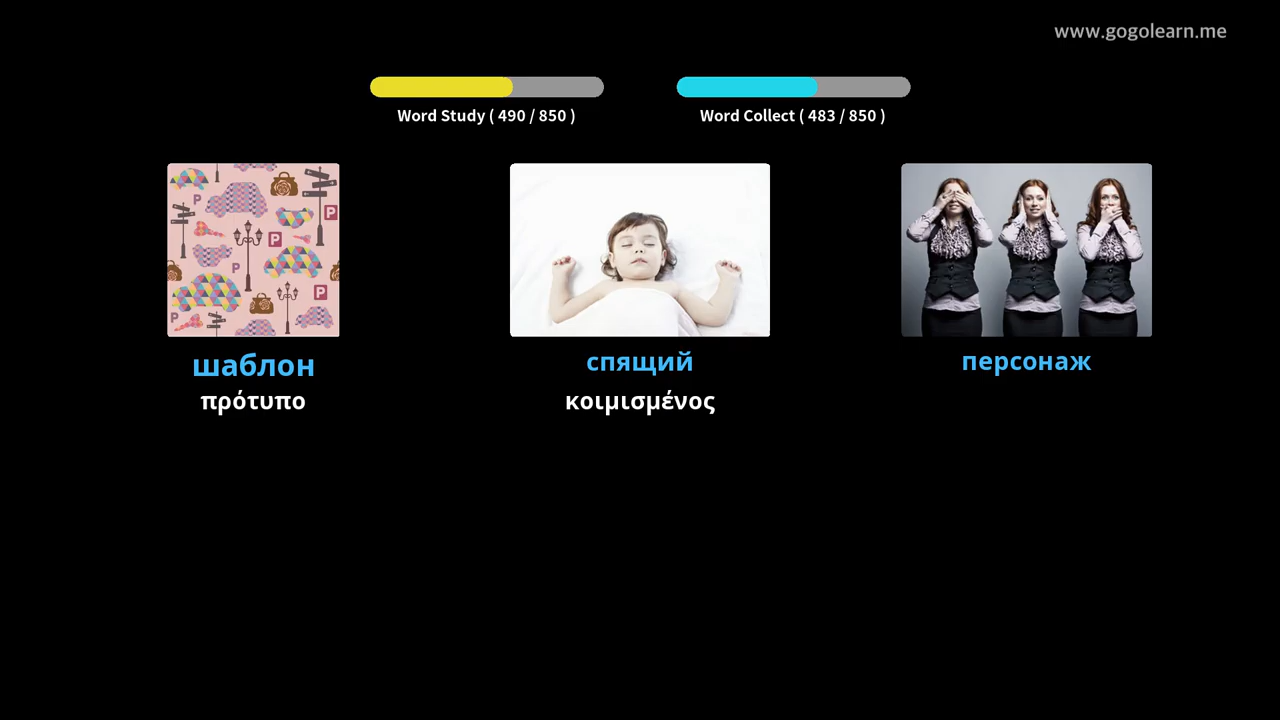 www.gogolearn.me
Word Study ( 490 / 850 )
Word Collect ( 483 / 850 )
P
P
P
P
P
P
шаблон
πρότυπο
спящий
κοιμισμένος
персонаж